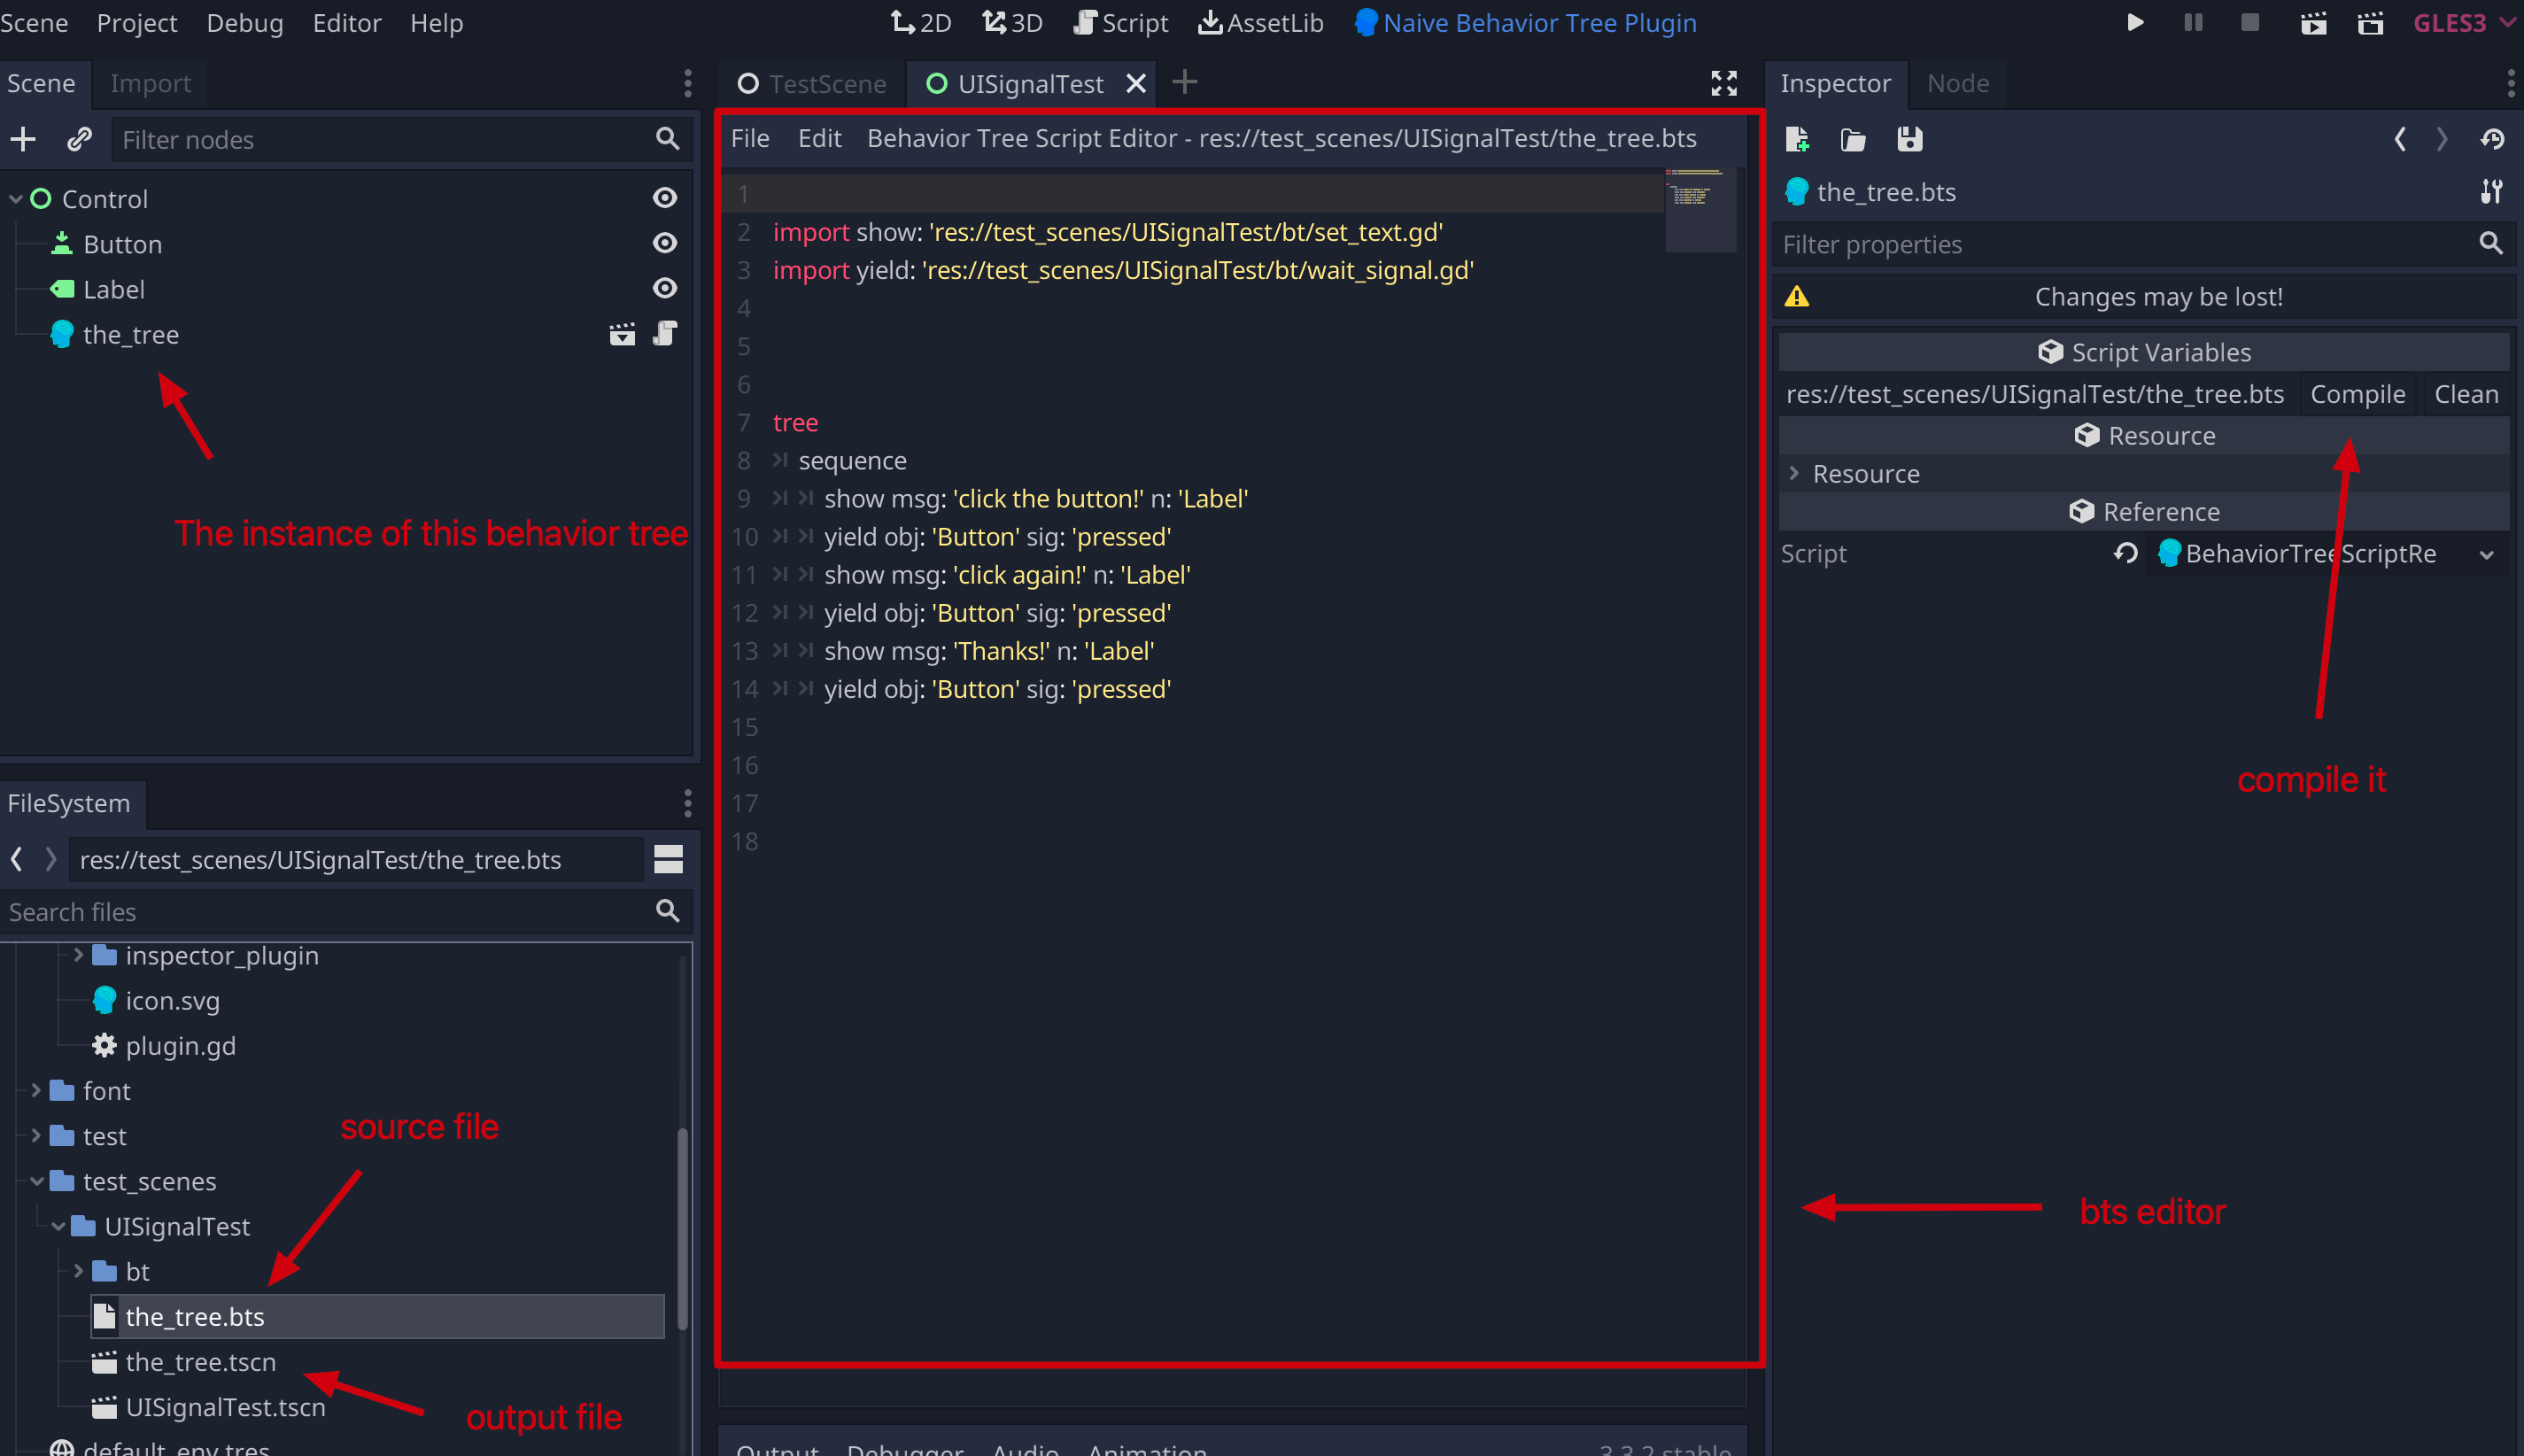 Scene Project Debug Editor Help
2D 3D Script AssetLib Naive Behavior Tree Plugin
GLES3
Scene Import
Filter nodes
Control
Button
Label
the_tree
The instance of this behavior tree
FileSystem
res://test_scenes/UISignalTest/the_tree.bts
Search files
inspector_plugin
icon.svg
plugin.gd
font
test
source file
test_scenes
UISignalTest
bt
the_tree.bts
the_tree.tscn
UISignalTest.tscn
output file
default_env.tres
TestScene UISignalTest
File Edit Behavior Tree Script Editor - res://test_scenes/UISignalTest/the_tree.bts
1
2 import show: 'res://test_scenes/UISignalTest/bt/set_text.gd'
3 import yield: 'res://test_scenes/UISignalTest/bt/wait_signal.gd'
4
5
6
7 tree
8 sequence
9 show msg: 'click the button!' n: 'Label'
10 yield obj: 'Button' sig: 'pressed'
11 show msg: 'click again!' n: 'Label'
12 yield obj: 'Button' sig: 'pressed'
13 show msg: 'Thanks!' n: 'Label'
14 yield obj: 'Button' sig: 'pressed'
15
16
17
18
Output Debugger Audio Animation 3.3.2.stable
Inspector Node
the_tree.bts
Filter properties
Changes may be lost!
Script Variables
res://test_scenes/UISignalTest/the_tree.bts Compile Clean
Resource
Resource
Reference
Script BehaviorTreeScriptRe
compile it
bts editor